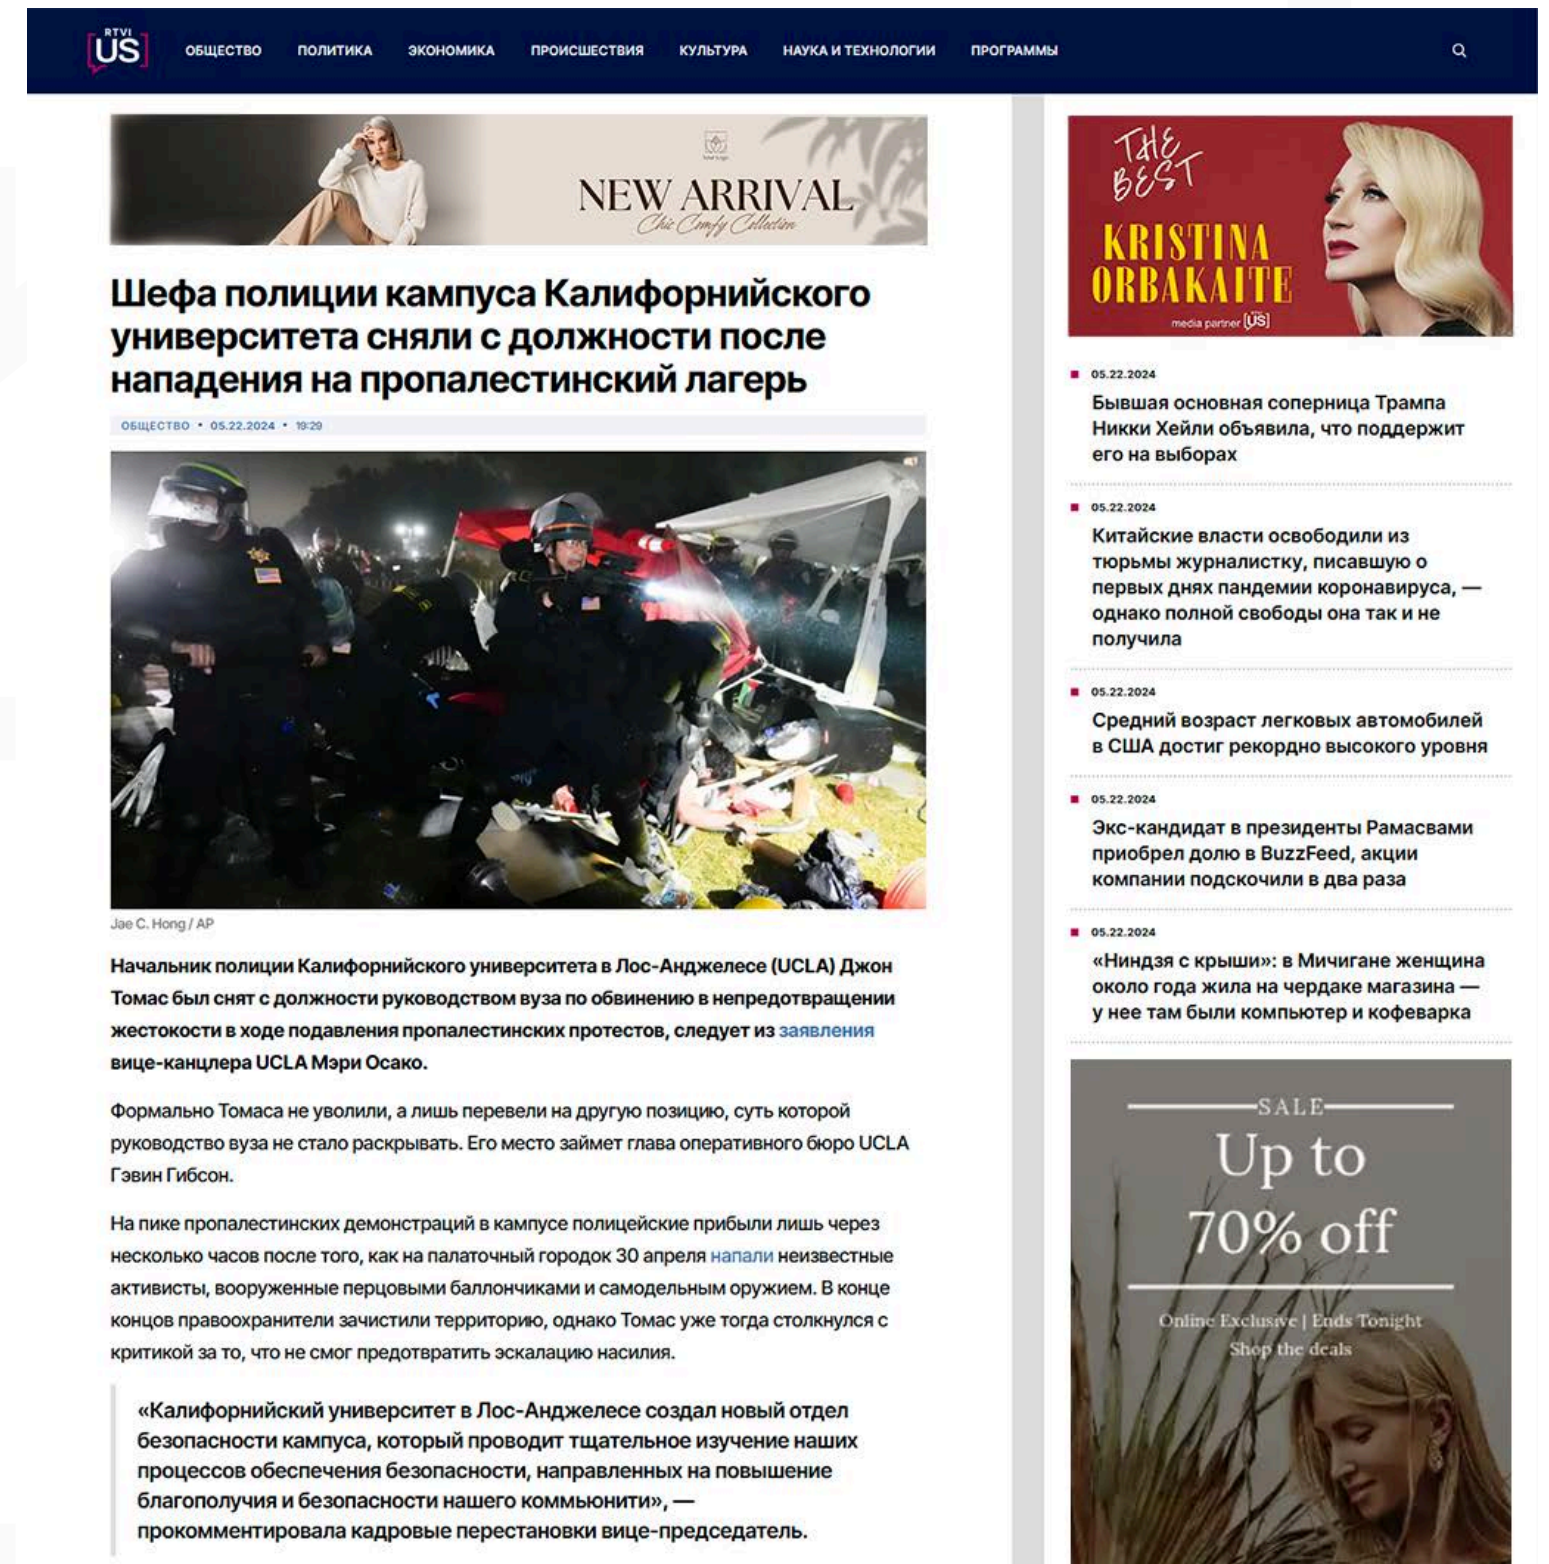 RTVI
US
ОБЩЕСТВО
ПОЛИТИКА
ЭКОНОМИКА
ПРОИСШЕСТВИЯ
КУЛЬТУРА
НАУКА И ТЕХНОЛОГИИ
ПРОГРАММЫ
NEW ARRIVAL
Chic Comfy Collection
Шефа полиции кампуса Калифорнийского
университета сняли с должности после
нападения на пропалестинский лагерь
ОБЩЕСТВО • 05.22.2024 • 19:29
Jae C. Hong / AP
Начальник полиции Калифорнийского университета в Лос-Анджелесе (UCLA) Джон
Томас был снят с должности руководством вуза по обвинению в непредотвращении
жестокости в ходе подавления пропалестинских протестов, следует из заявления
вице-канцлера UCLA Мэри Осако.
Формально Томаса не уволили, а лишь перевели на другую позицию, суть которой
руководство вуза не стало раскрывать. Его место займет глава оперативного бюро UCLA
Гэвин Гибсон.
На пике пропалестинских демонстраций в кампусе полицейские прибыли лишь через
несколько часов после того, как на палаточный городок 30 апреля напали неизвестные
активисты, вооруженные перцовыми баллончиками и самодельным оружием. В конце
концов правоохранители зачистили территорию, однако Томас уже тогда столкнулся с
критикой за то, что не смог предотвратить эскалацию насилия.
«Калифорнийский университет в Лос-Анджелесе создал новый отдел
безопасности кампуса, который проводит тщательное изучение наших
процессов обеспечения безопасности, направленных на повышение
благополучия и безопасности нашего коммьюнити», —
прокомментировала кадровые перестановки вице-председатель.
THE
BEST
KRISTINA
ORBAKAITE
media partner RTVI US
05.22.2024
Бывшая основная соперница Трампа
Никки Хейли объявила, что поддержит
его на выборах
05.22.2024
Китайские власти освободили из
тюрьмы журналистку, писавшую о
первых днях пандемии коронавируса, —
однако полной свободы она так и не
получила
05.22.2024
Средний возраст легковых автомобилей
в США достиг рекордно высокого уровня
05.22.2024
Экс-кандидат в президенты Рамасвами
приобрел долю в BuzzFeed, акции
компании подскочили в два раза
05.22.2024
«Ниндзя с крыши»: в Мичигане женщина
около года жила на чердаке магазина —
у нее там были компьютер и кофеварка
SALE
Up to
70% off
Online Exclusive | Ends Tonight
Shop the deals